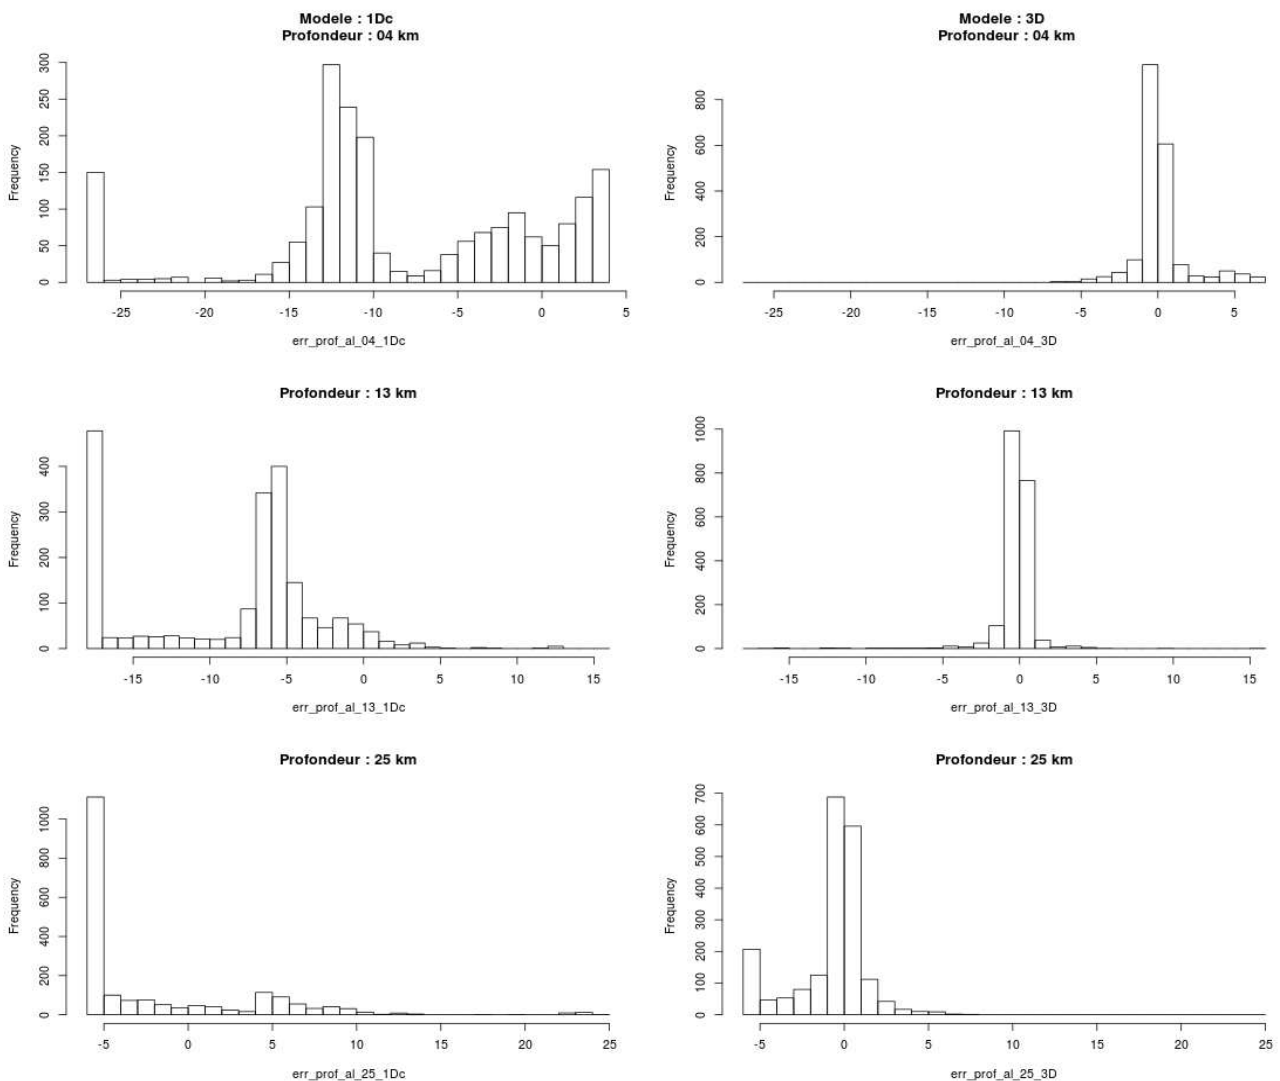 Modele : 1Dc
Profondeur : 04 km
Frequency
0 50 100 150 200 250 300
-25 -20 -15 -10 -5 0 5
err_prof_al_04_1Dc
Modele : 3D
Profondeur : 04 km
Frequency
0 200 400 600 800
-25 -20 -15 -10 -5 0 5
err_prof_al_04_3D
Profondeur : 13 km
Frequency
0 100 200 300 400
-15 -10 -5 0 5 10 15
err_prof_al_13_1Dc
Profondeur : 13 km
Frequency
0 200 400 600 800 1000
-15 -10 -5 0 5 10 15
err_prof_al_13_3D
Profondeur : 25 km
Frequency
0 200 400 600 800 1000
-5 0 5 10 15 20 25
err_prof_al_25_1Dc
Profondeur : 25 km
Frequency
0 100 200 300 400 500 600 700
-5 0 5 10 15 20 25
err_prof_al_25_3D